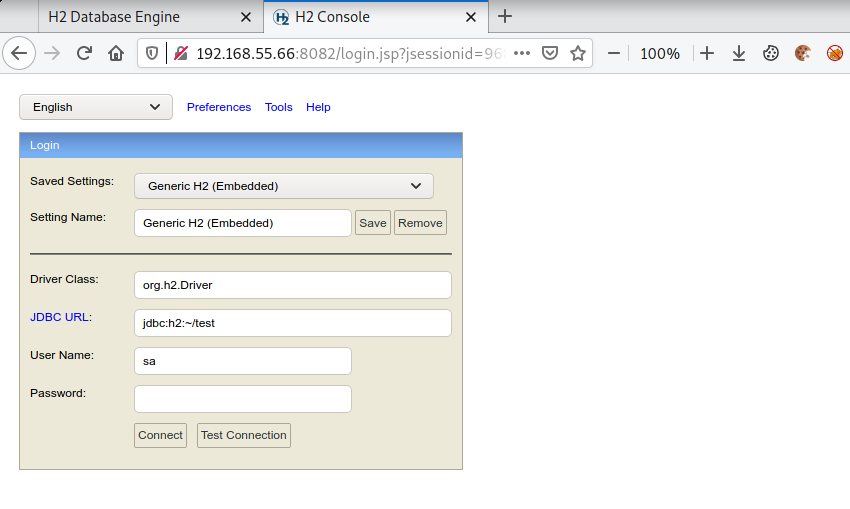 H2 Database Engine
H2 Console
192.168.55.66:8082/login.jsp?jsessionid=96
100%
English Preferences Tools Help
Login
Saved Settings: Generic H2 (Embedded)
Setting Name: Generic H2 (Embedded) Save Remove
Driver Class: org.h2.Driver
JDBC URL: jdbc:h2:~/test
User Name: sa
Password:
Connect Test Connection